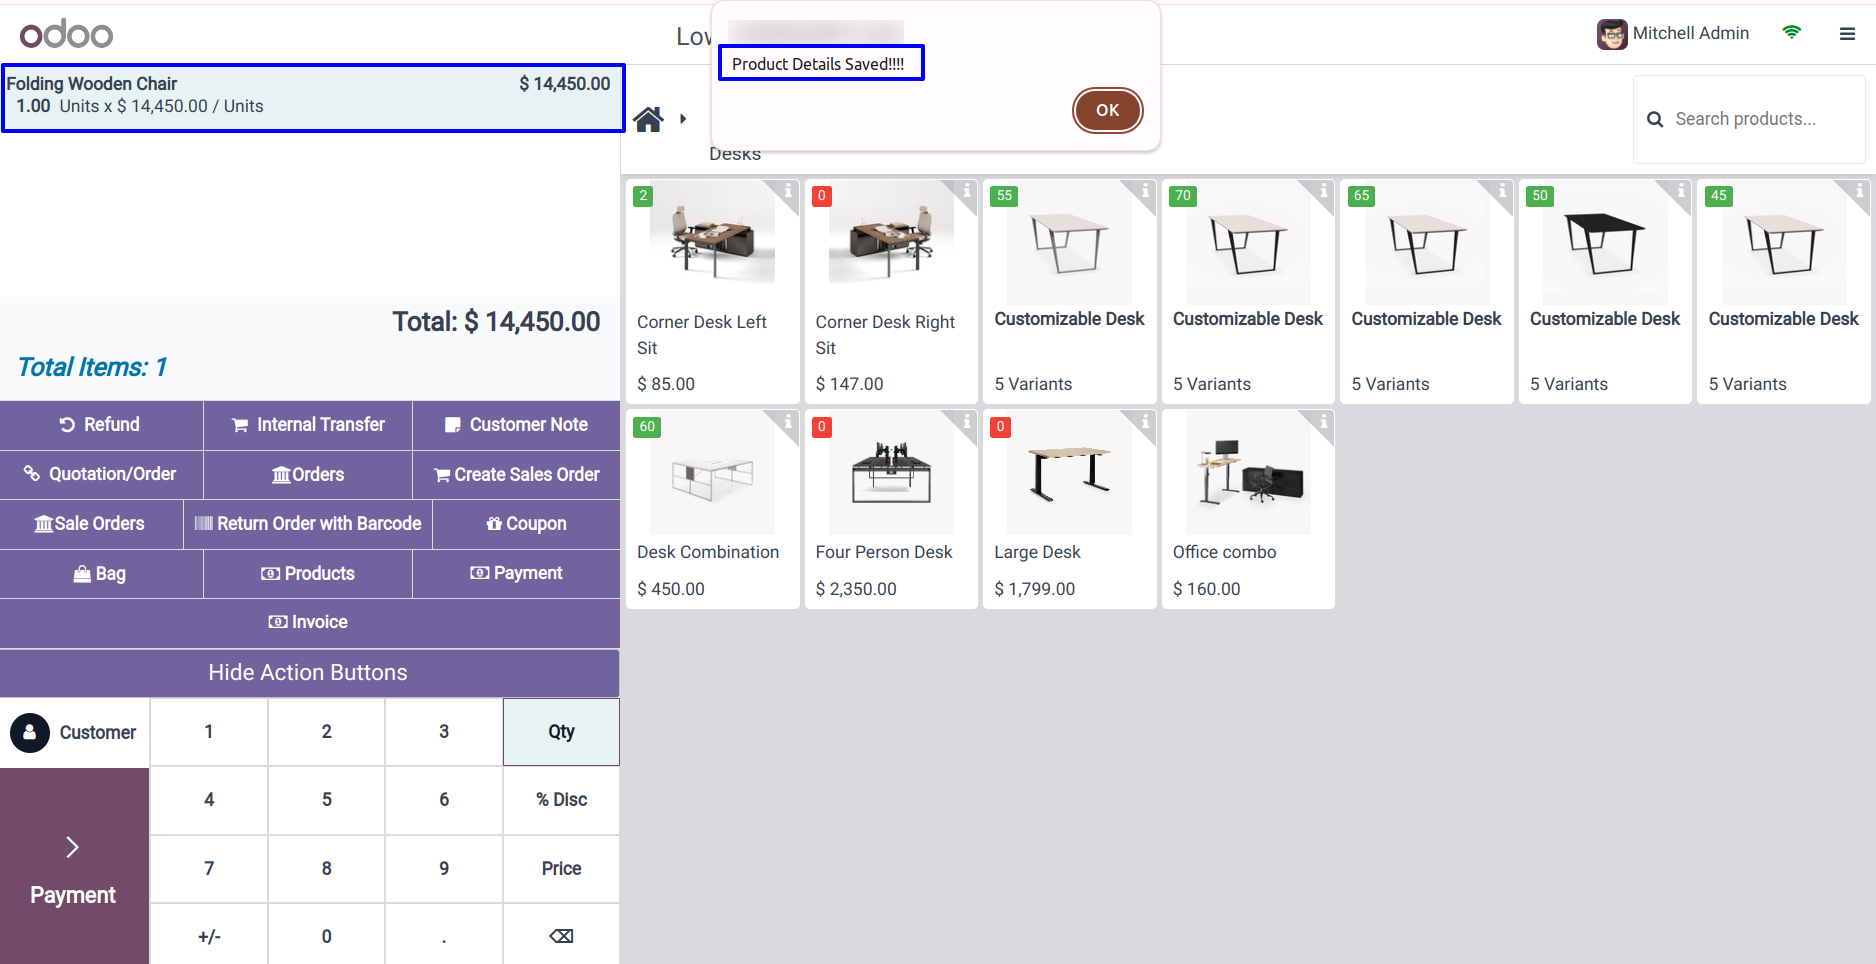 odoo
Low
Product Details Saved!!!!
OK
Mitchell Admin
Folding Wooden Chair $ 14,450.00
1.00 Units x $ 14,450.00 / Units
Desks
Search products...
Total: $ 14,450.00
Total Items: 1
Refund
Internal Transfer
Customer Note
Quotation/Order
Orders
Create Sales Order
Sale Orders
Return Order with Barcode
Coupon
Bag
Products
Payment
Invoice
Hide Action Buttons
Customer
1 2 3 Qty
4 5 6 % Disc
7 8 9 Price
+/- 0 .
Payment
2
Corner Desk Left
Sit
$ 85.00
0
Corner Desk Right
Sit
$ 147.00
55
Customizable Desk
5 Variants
70
Customizable Desk
5 Variants
65
Customizable Desk
5 Variants
50
Customizable Desk
5 Variants
45
Customizable Desk
5 Variants
60
Desk Combination
$ 450.00
0
Four Person Desk
$ 2,350.00
0
Large Desk
$ 1,799.00
Office combo
$ 160.00